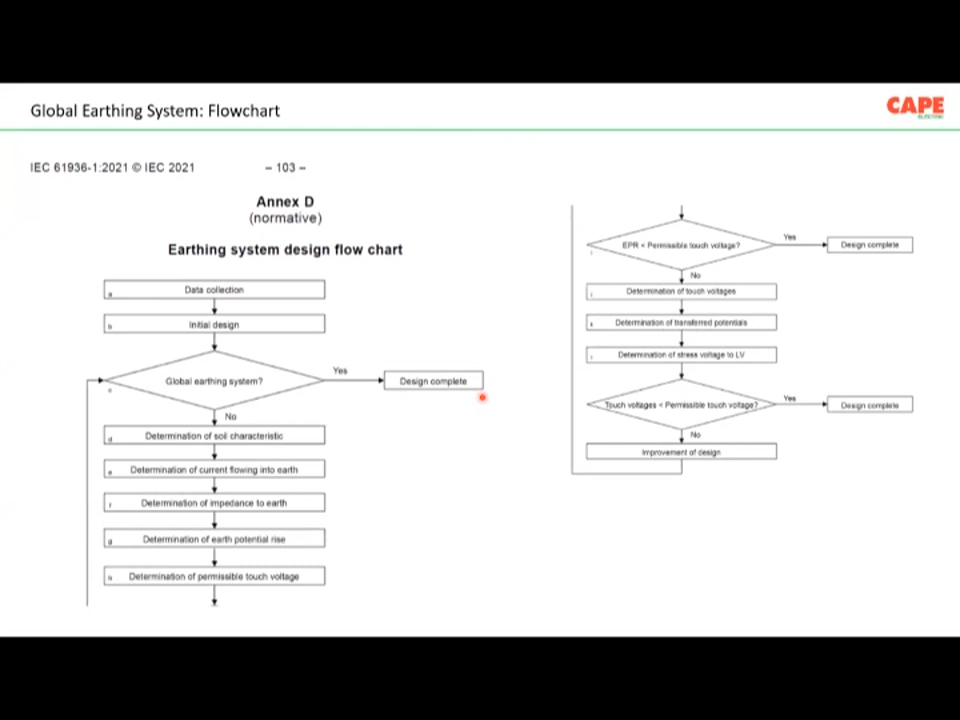 Global Earthing System: Flowchart
CAPE
ELECTRIC
IEC 61936-1:2021 © IEC 2021
– 103 –
Annex D
(normative)
Earthing system design flow chart
a Data collection
b Initial design
Global earthing system?
c
Yes
Design complete
No
d Determination of soil characteristic
e Determination of current flowing into earth
f Determination of impedance to earth
g Determination of earth potential rise
h Determination of permissible touch voltage
EPR < Permissible touch voltage?
i
Yes
Design complete
No
j Determination of touch voltages
k Determination of transferred potentials
l Determination of stress voltage to LV
Touch voltages < Permissible touch voltage?
Yes
Design complete
No
Improvement of design